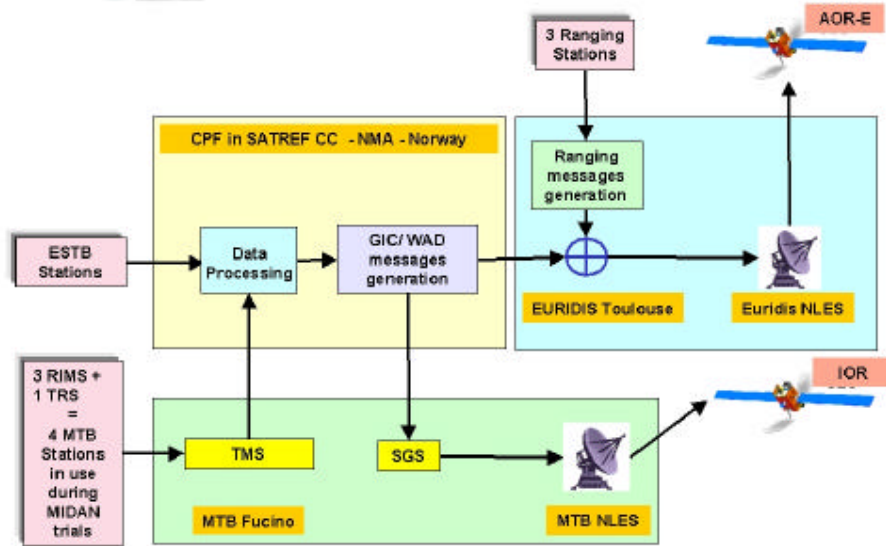 AOR-E
3 Ranging
Stations
CPF in SATREF CC - NMA - Norway
Ranging
messages
generation
ESTB
Stations
Data
Processing
GIC/ WAD
messages
generation
EURIDIS Toulouse
Euridis NLES
3 RIMS +
1 TRS
=
4 MTB
Stations
in use
during
MIDAN
trials
IOR
TMS
SGS
MTB Fucino
MTB NLES